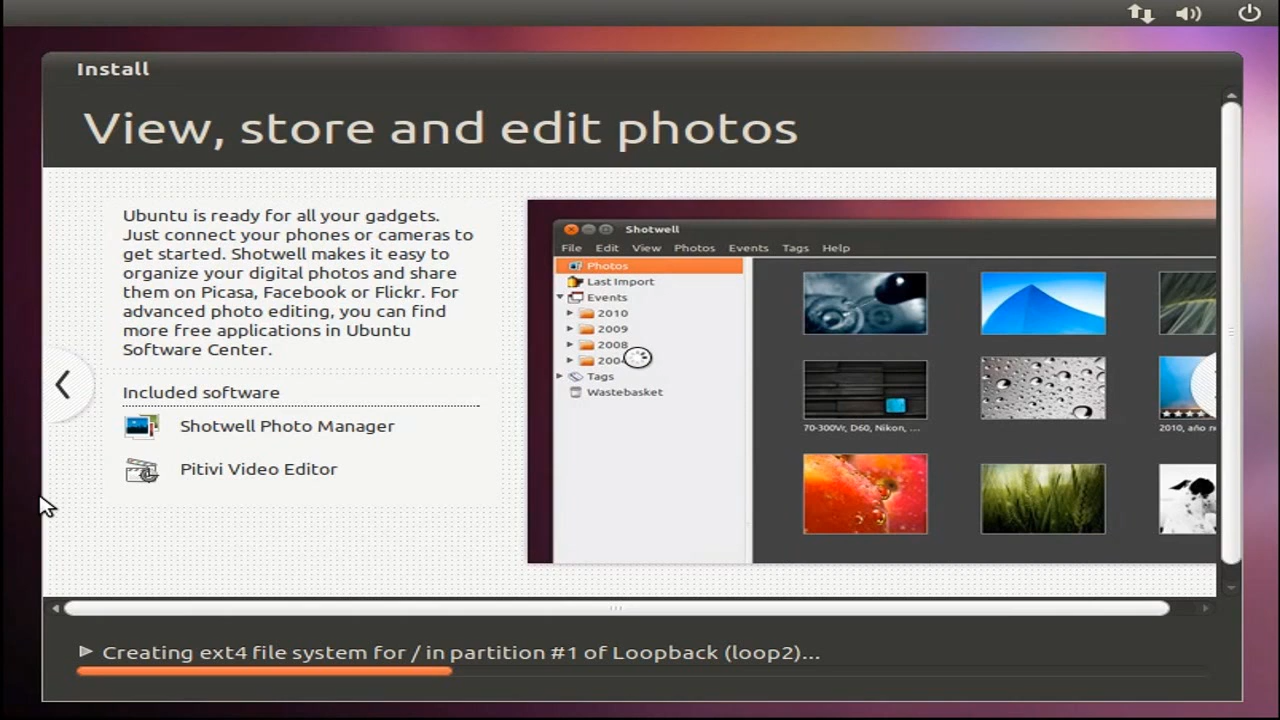 Install
View, store and edit photos
Ubuntu is ready for all your gadgets.
Just connect your phones or cameras to
get started. Shotwell makes it easy to
organize your digital photos and share
them on Picasa, Facebook or Flickr. For
advanced photo editing, you can find
more free applications in Ubuntu
Software Center.
Included software
Shotwell Photo Manager
Pitivi Video Editor
Shotwell
File Edit View Photos Events Tags Help
Photos
Last Import
Events
2010
2009
2008
Tags
Wastebasket
70-300Vr, D60, Nikon, ...
2010, año
Creating ext4 file system for / in partition #1 of Loopback (loop2)...